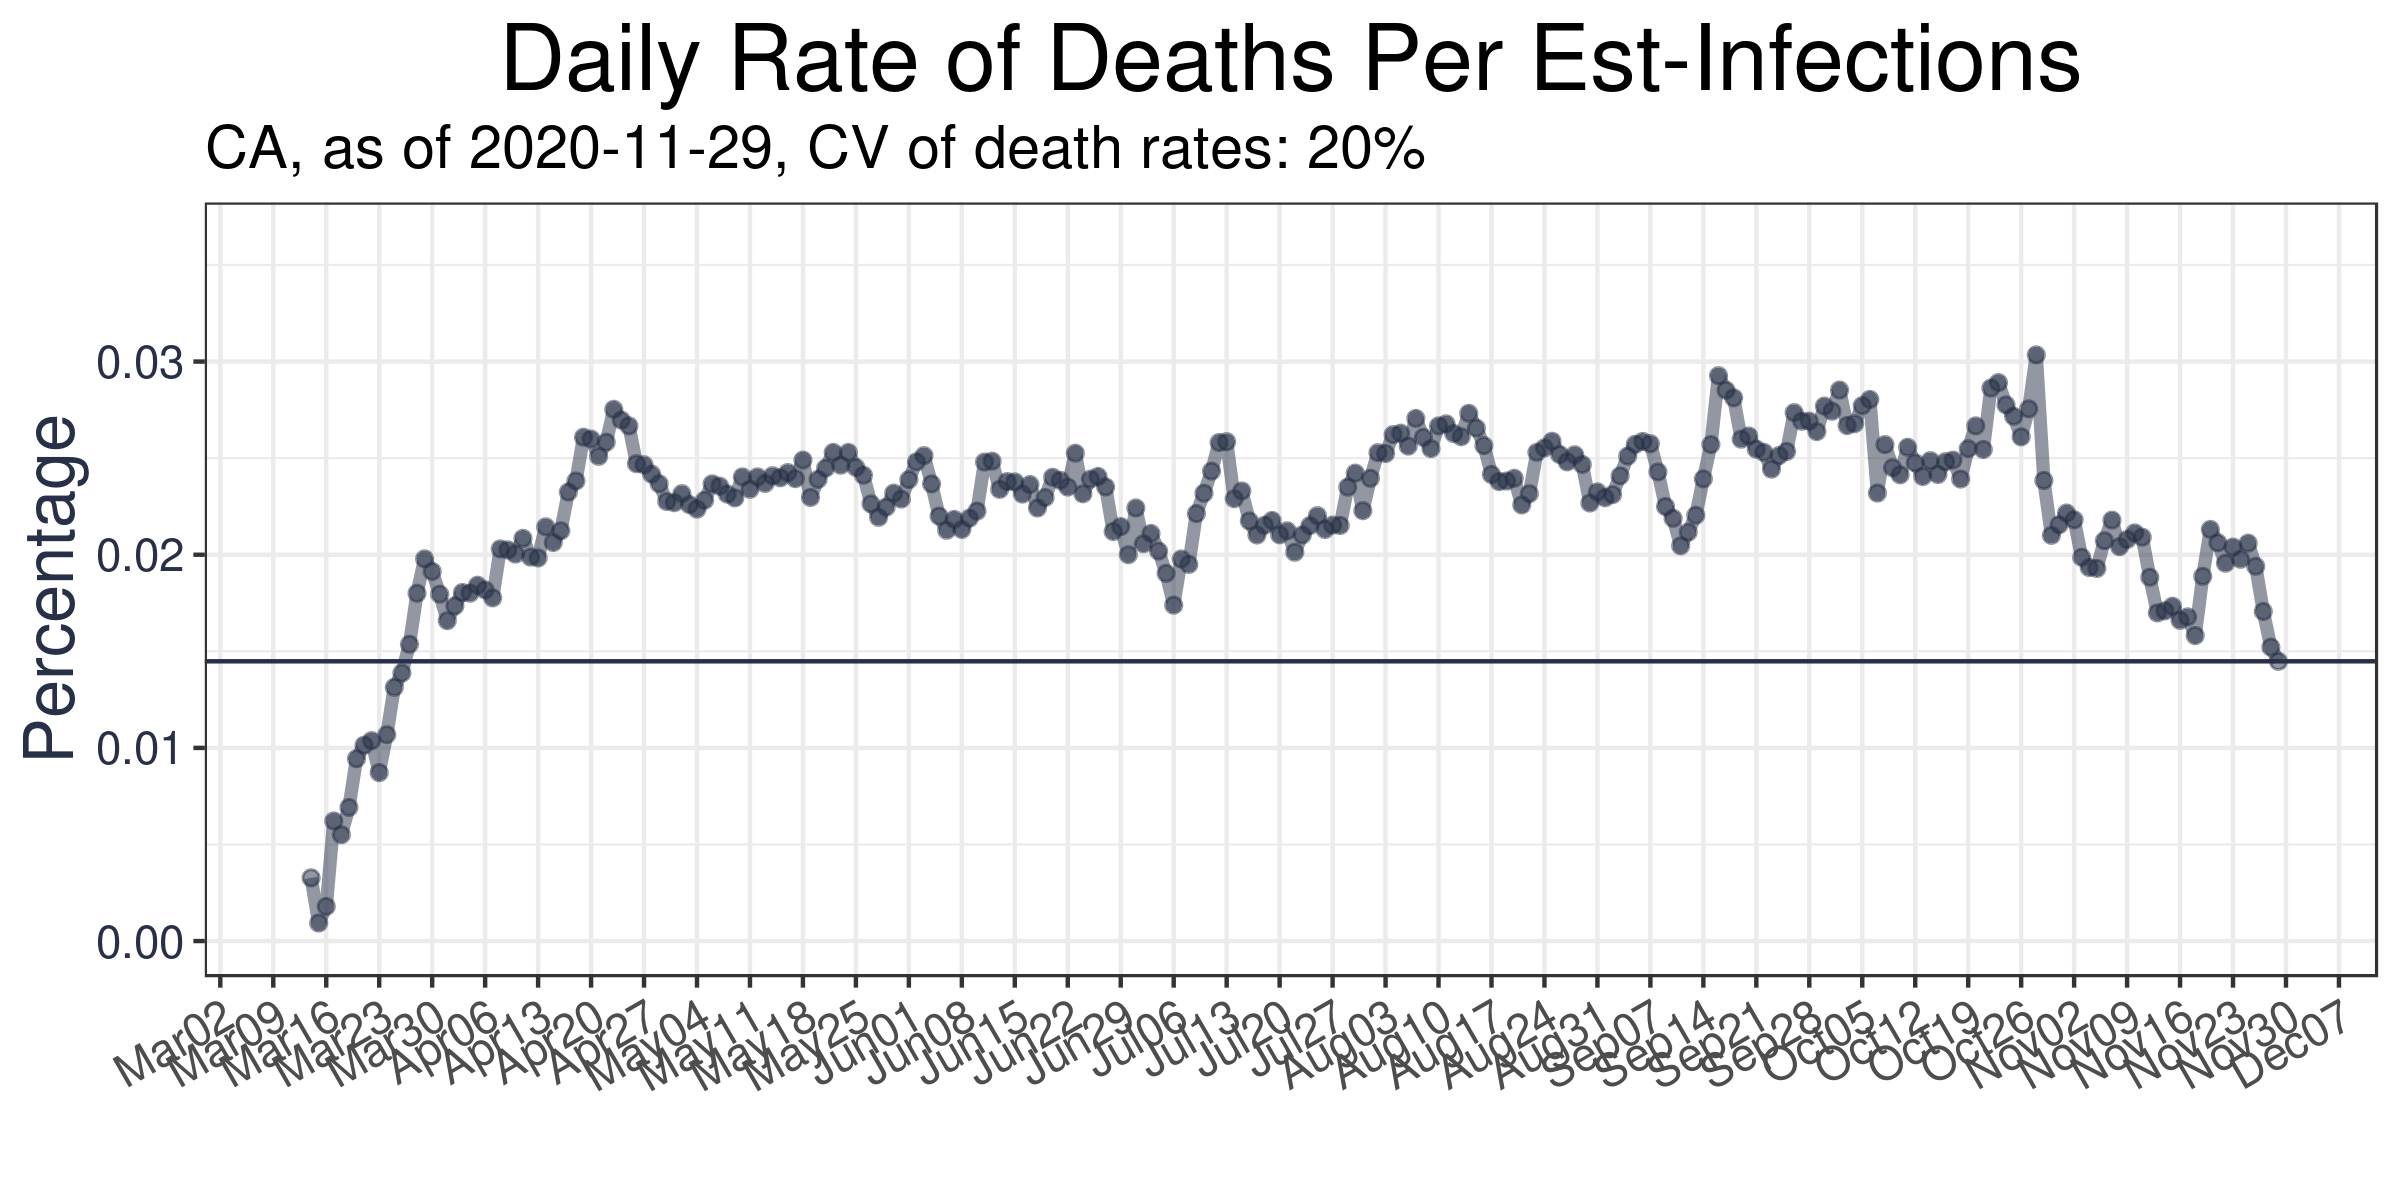 Daily Rate of Deaths Per Est-Infections
CA, as of 2020-11-29, CV of death rates: 20%
Percentage
0.03
0.02
0.01
0.00
Mar02
Mar09
Mar16
Mar23
Mar30
Apr06
Apr13
Apr20
Apr27
May04
May11
May18
May25
Jun01
Jun08
Jun15
Jun22
Jun29
Jul06
Jul13
Jul20
Jul27
Aug03
Aug10
Aug17
Aug24
Aug31
Sep07
Sep14
Sep21
Sep28
Oct05
Oct12
Oct19
Oct26
Nov02
Nov09
Nov16
Nov23
Nov30
Dec07